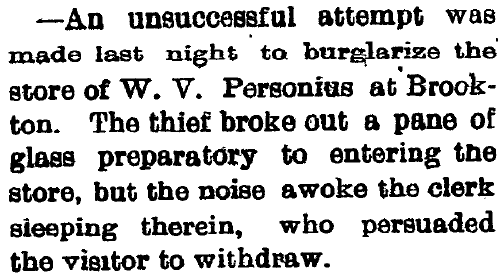 —An unsuccessful attempt was
made last night to burglarize the
store of W. V. Personius at Brook-
ton. The thief broke out a pane of
glass preparatory to entering the
store, but the noise awoke the clerk
sleeping therein, who persuaded
the visitor to withdraw.